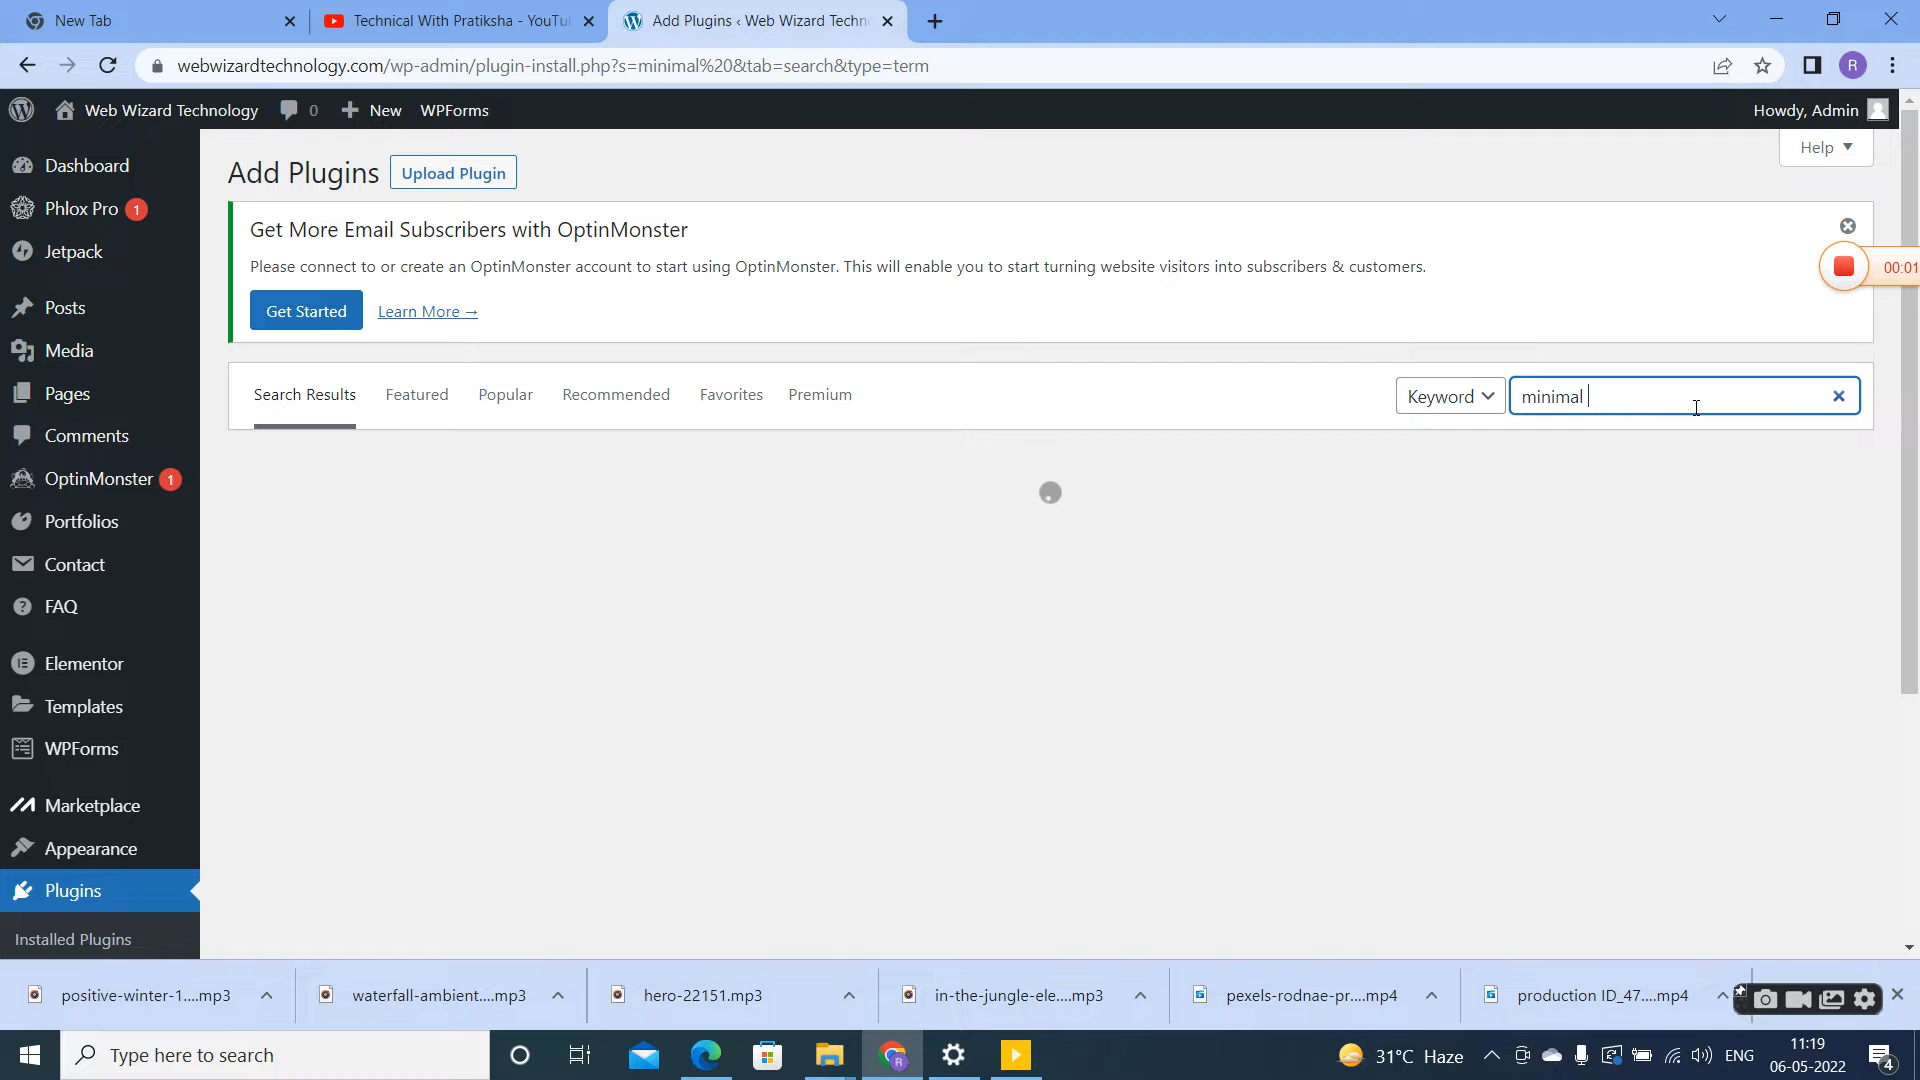 New Tab
Technical With Pratiksha - YouTu
Add Plugins ‹ Web Wizard Techn
webwizardtechnology.com/wp-admin/plugin-install.php?s=minimal%20&tab=search&type=term
R
Web Wizard Technology
0
New
WPForms
Howdy, Admin
Help
Dashboard
Phlox Pro 1
Jetpack
Posts
Media
Pages
Comments
OptinMonster 1
Portfolios
Contact
FAQ
Elementor
Templates
WPForms
Marketplace
Appearance
Plugins
Installed Plugins
Add Plugins
Upload Plugin
Get More Email Subscribers with OptinMonster
Please connect to or create an OptinMonster account to start using OptinMonster. This will enable you to start turning website visitors into subscribers & customers.
Get Started
Learn More →
00:01
Search Results
Featured
Popular
Recommended
Favorites
Premium
Keyword
minimal
positive-winter-1....mp3
waterfall-ambient....mp3
hero-22151.mp3
in-the-jungle-ele....mp3
pexels-rodnae-pr....mp4
production ID_47....mp4
Type here to search
R
31°C Haze
ENG
11:19
06-05-2022
4